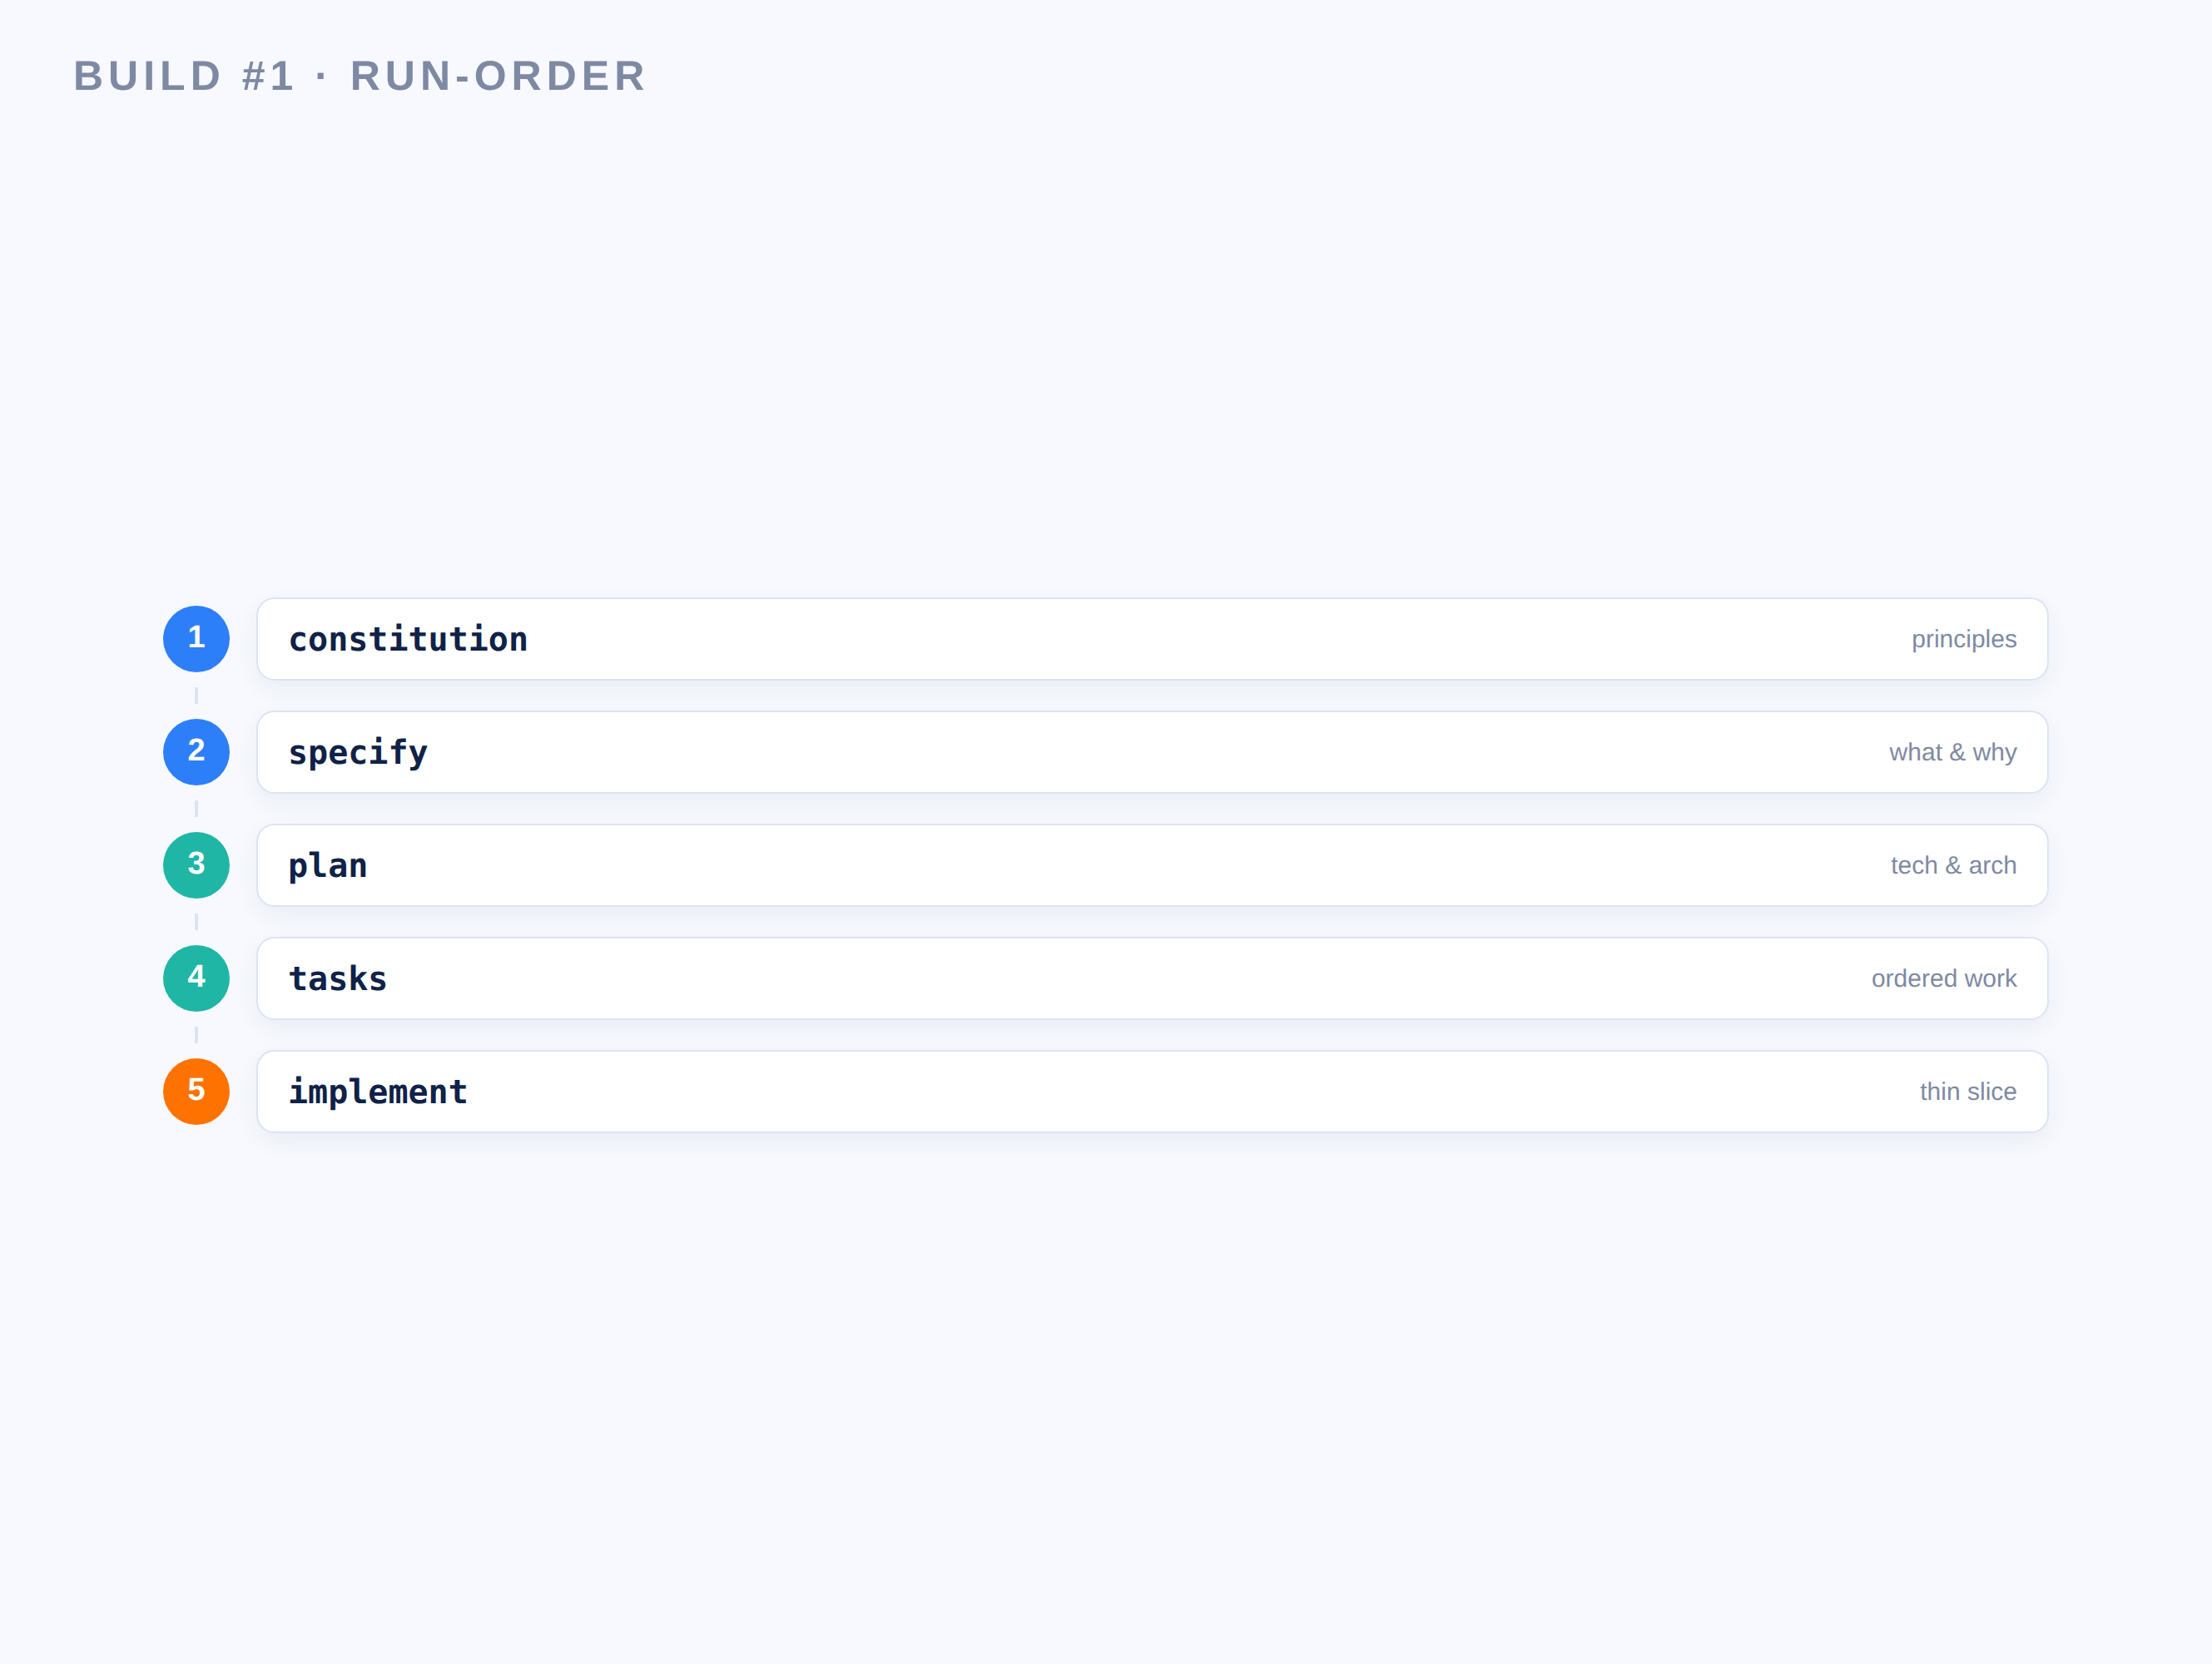 BUILD #1 · RUN-ORDER
1 constitution principles
2 specify what & why
3 plan tech & arch
4 tasks ordered work
5 implement thin slice